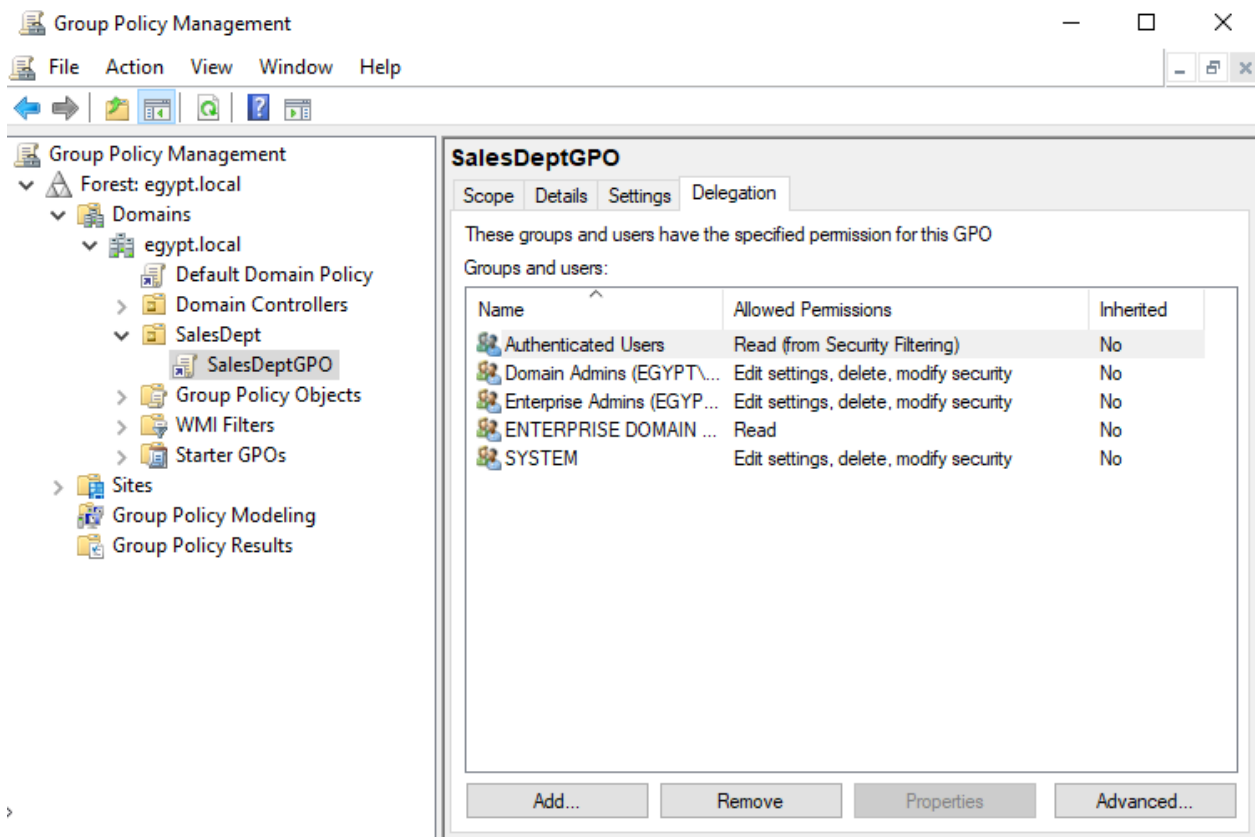 Group Policy Management
File Action View Window Help
Group Policy Management
Forest: egypt.local
Domains
egypt.local
Default Domain Policy
Domain Controllers
SalesDept
SalesDeptGPO
Group Policy Objects
WMI Filters
Starter GPOs
Sites
Group Policy Modeling
Group Policy Results
SalesDeptGPO
Scope Details Settings Delegation
These groups and users have the specified permission for this GPO
Groups and users:
Name Allowed Permissions Inherited
Authenticated Users Read (from Security Filtering) No
Domain Admins (EGYPT\... Edit settings, delete, modify security No
Enterprise Admins (EGYP... Edit settings, delete, modify security No
ENTERPRISE DOMAIN ... Read No
SYSTEM Edit settings, delete, modify security No
Add... Remove Properties Advanced...